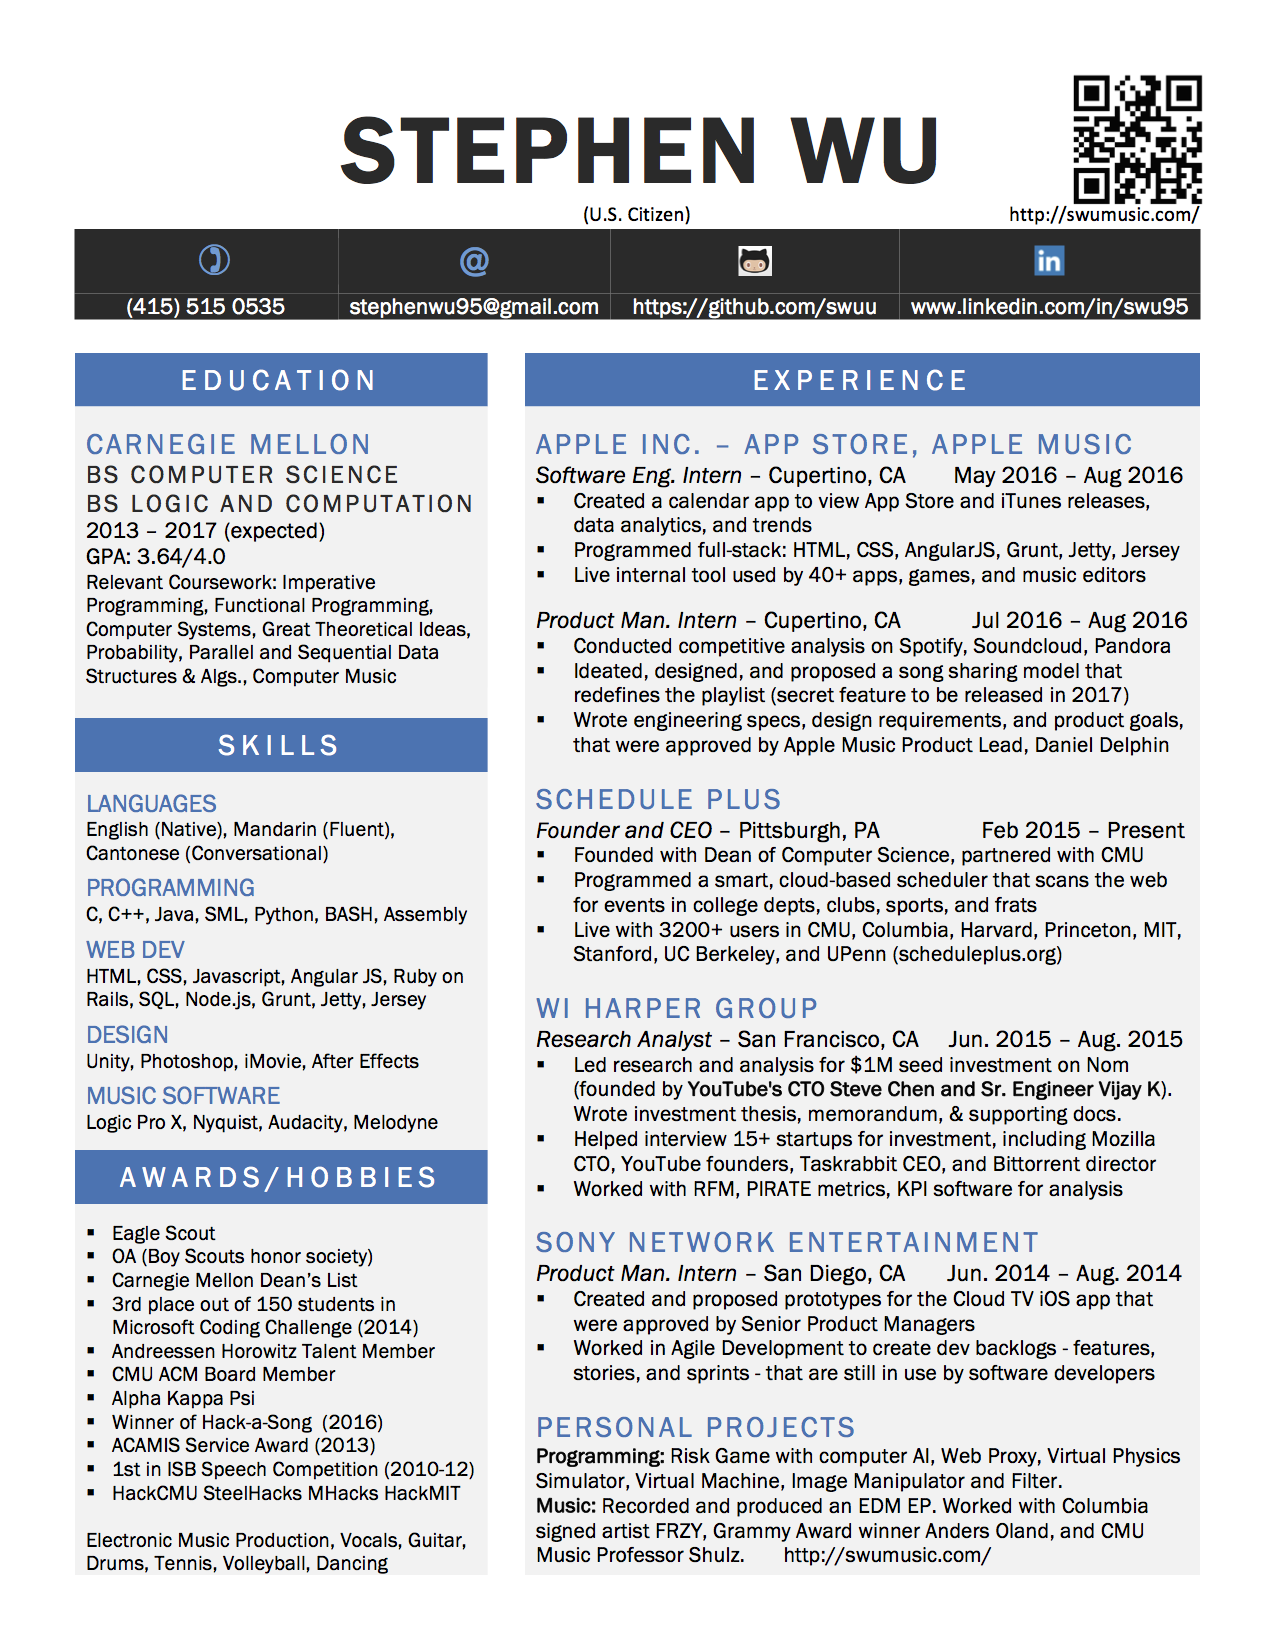 STEPHEN WU
(U.S. Citizen)
http://swumusic.com/
(415) 515 0535
stephenwu95@gmail.com
https://github.com/swuu
www.linkedin.com/in/swu95
EDUCATION
CARNEGIE MELLON
BS COMPUTER SCIENCE
BS LOGIC AND COMPUTATION
2013 – 2017 (expected)
GPA: 3.64/4.0
Relevant Coursework: Imperative
Programming, Functional Programming,
Computer Systems, Great Theoretical Ideas,
Probability, Parallel and Sequential Data
Structures & Algs., Computer Music
SKILLS
LANGUAGES
English (Native), Mandarin (Fluent),
Cantonese (Conversational)
PROGRAMMING
C, C++, Java, SML, Python, BASH, Assembly
WEB DEV
HTML, CSS, Javascript, Angular JS, Ruby on
Rails, SQL, Node.js, Grunt, Jetty, Jersey
DESIGN
Unity, Photoshop, iMovie, After Effects
MUSIC SOFTWARE
Logic Pro X, Nyquist, Audacity, Melodyne
AWARDS/HOBBIES
▪ Eagle Scout
▪ OA (Boy Scouts honor society)
▪ Carnegie Mellon Dean's List
▪ 3rd place out of 150 students in
Microsoft Coding Challenge (2014)
▪ Andreessen Horowitz Talent Member
▪ CMU ACM Board Member
▪ Alpha Kappa Psi
▪ Winner of Hack-a-Song (2016)
▪ ACAMIS Service Award (2013)
▪ 1st in ISB Speech Competition (2010-12)
▪ HackCMU SteelHacks MHacks HackMIT
Electronic Music Production, Vocals, Guitar,
Drums, Tennis, Volleyball, Dancing
EXPERIENCE
APPLE INC. – APP STORE, APPLE MUSIC
Software Eng. Intern – Cupertino, CA May 2016 – Aug 2016
▪ Created a calendar app to view App Store and iTunes releases,
data analytics, and trends
▪ Programmed full-stack: HTML, CSS, AngularJS, Grunt, Jetty, Jersey
▪ Live internal tool used by 40+ apps, games, and music editors
Product Man. Intern – Cupertino, CA Jul 2016 – Aug 2016
▪ Conducted competitive analysis on Spotify, Soundcloud, Pandora
▪ Ideated, designed, and proposed a song sharing model that
redefines the playlist (secret feature to be released in 2017)
▪ Wrote engineering specs, design requirements, and product goals,
that were approved by Apple Music Product Lead, Daniel Delphin
SCHEDULE PLUS
Founder and CEO – Pittsburgh, PA Feb 2015 – Present
▪ Founded with Dean of Computer Science, partnered with CMU
▪ Programmed a smart, cloud-based scheduler that scans the web
for events in college depts, clubs, sports, and frats
▪ Live with 3200+ users in CMU, Columbia, Harvard, Princeton, MIT,
Stanford, UC Berkeley, and UPenn (scheduleplus.org)
WI HARPER GROUP
Research Analyst – San Francisco, CA Jun. 2015 – Aug. 2015
▪ Led research and analysis for $1M seed investment on Nom
(founded by YouTube's CTO Steve Chen and Sr. Engineer Vijay K).
Wrote investment thesis, memorandum, & supporting docs.
▪ Helped interview 15+ startups for investment, including Mozilla
CTO, YouTube founders, Taskrabbit CEO, and Bittorrent director
▪ Worked with RFM, PIRATE metrics, KPI software for analysis
SONY NETWORK ENTERTAINMENT
Product Man. Intern – San Diego, CA Jun. 2014 – Aug. 2014
▪ Created and proposed prototypes for the Cloud TV iOS app that
were approved by Senior Product Managers
▪ Worked in Agile Development to create dev backlogs - features,
stories, and sprints - that are still in use by software developers
PERSONAL PROJECTS
Programming: Risk Game with computer AI, Web Proxy, Virtual Physics
Simulator, Virtual Machine, Image Manipulator and Filter.
Music: Recorded and produced an EDM EP. Worked with Columbia
signed artist FRZY, Grammy Award winner Anders Oland, and CMU
Music Professor Shulz. http://swumusic.com/